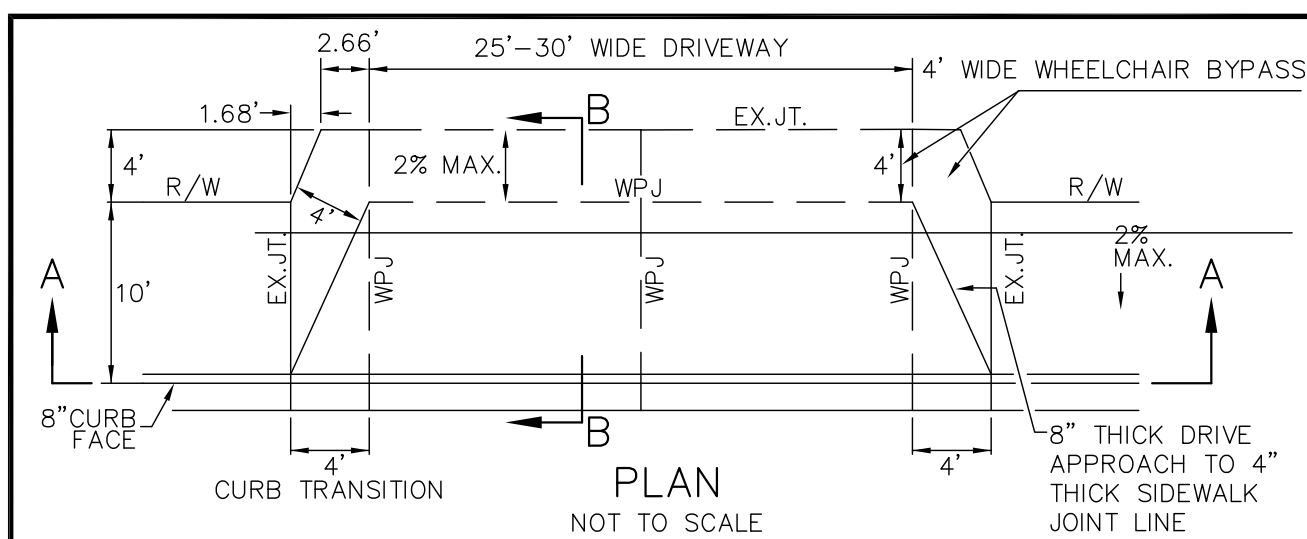 2.66' 25'-30' WIDE DRIVEWAY
4' WIDE WHEELCHAIR BYPASS
1.68' B EX.JT.
4' 2% MAX. 4'
R/W WPJ R/W
4'
2%
MAX.
A 10' EX.JT. WPJ WPJ WPJ EX.JT. A
8"CURB
FACE
B
4' 4'
CURB TRANSITION
PLAN
NOT TO SCALE
8" THICK DRIVE
APPROACH TO 4"
THICK SIDEWALK
JOINT LINE